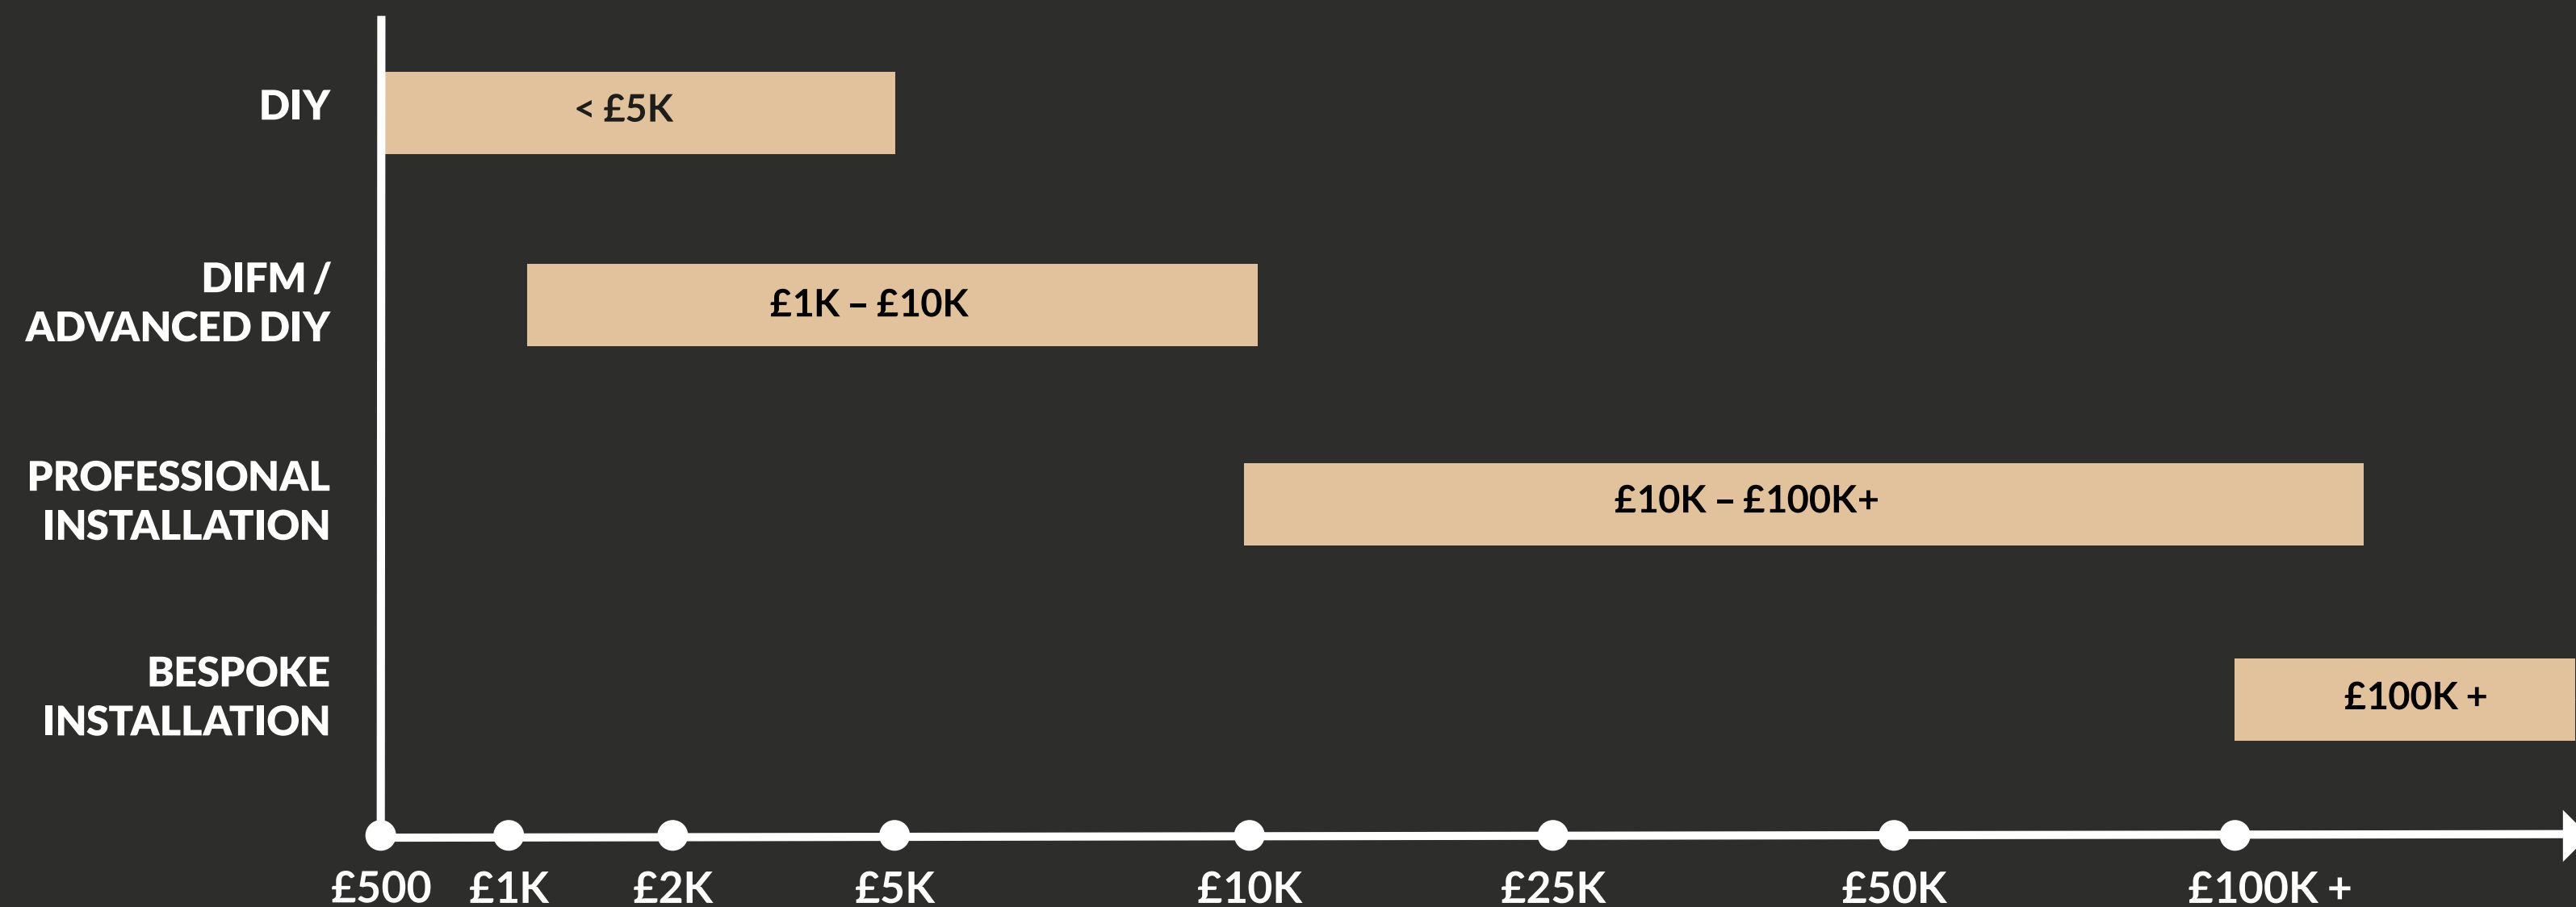 DIY
< £5K
DIFM /
ADVANCED DIY
£1K – £10K
PROFESSIONAL
INSTALLATION
£10K – £100K+
BESPOKE
INSTALLATION
£100K +
£500 £1K £2K £5K £10K £25K £50K £100K +